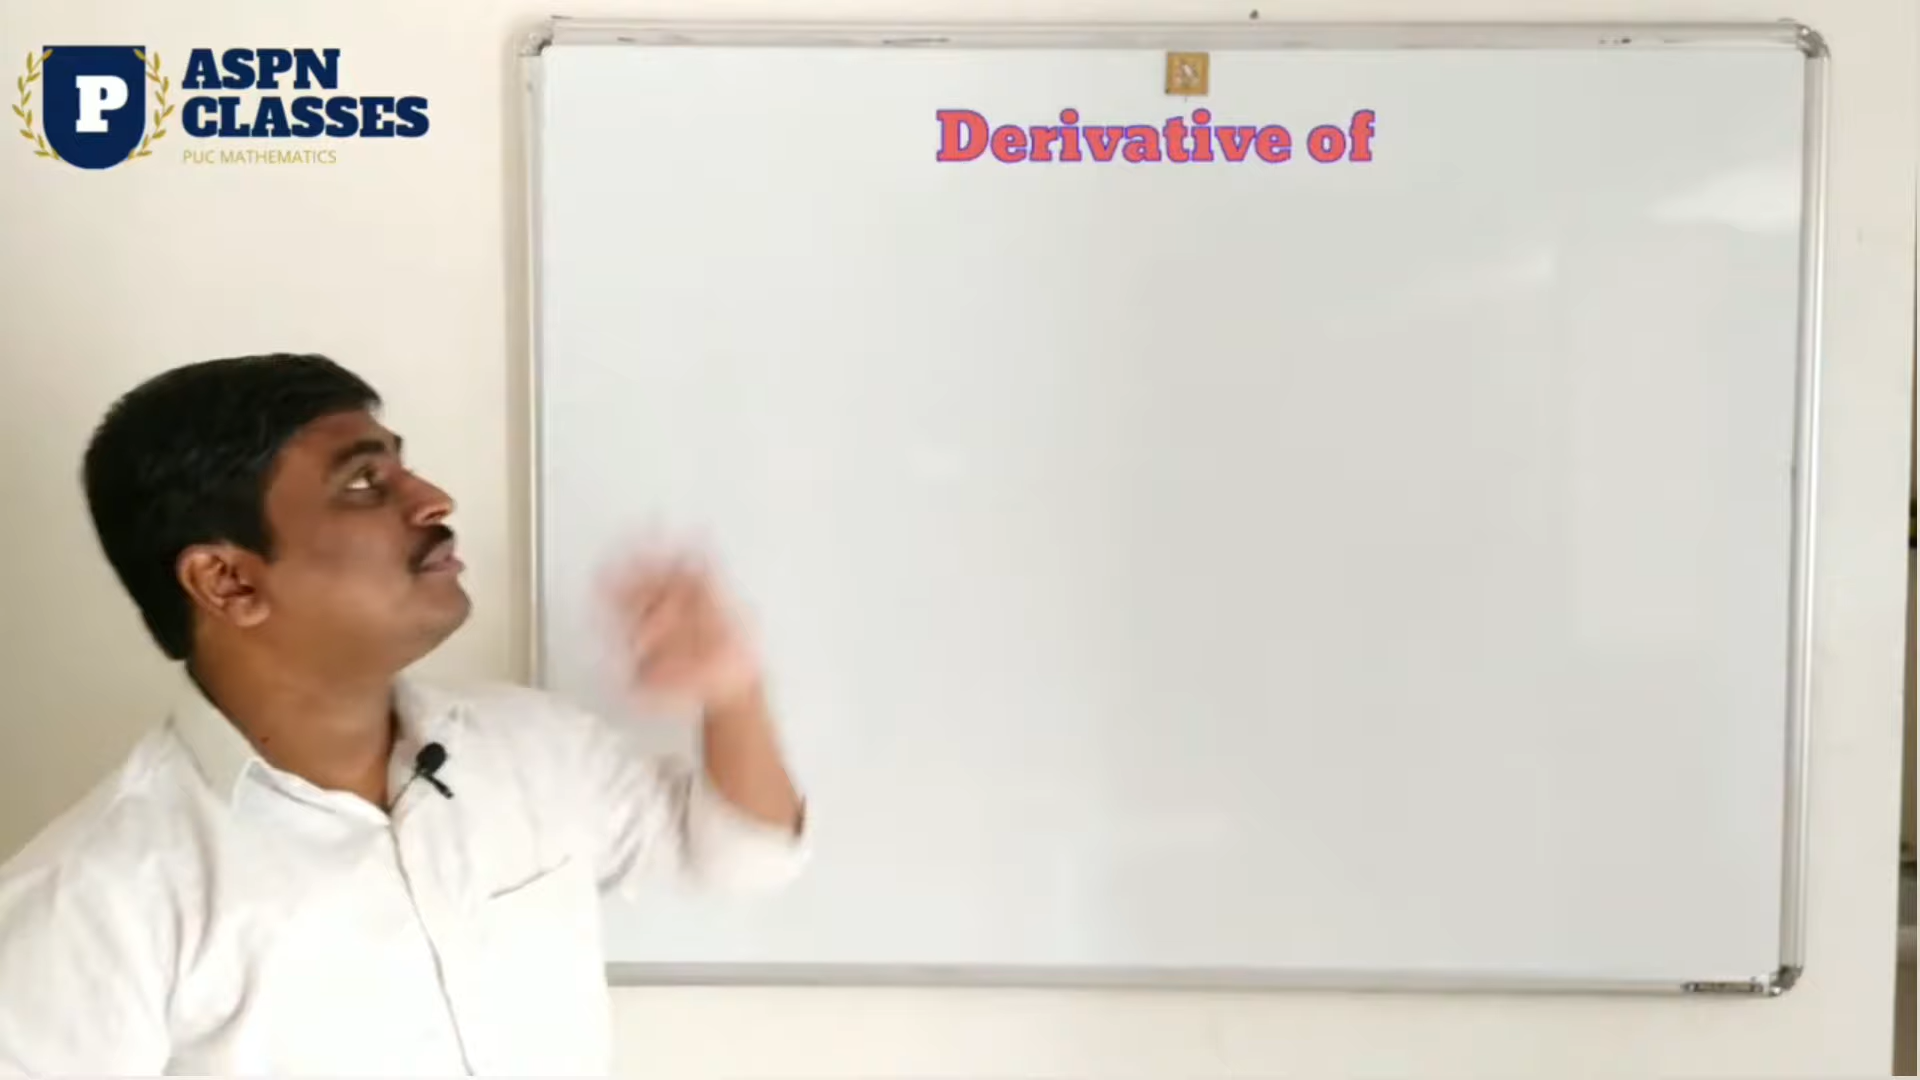 ASPN
CLASSES
PUC MATHEMATICS
P
Derivative of